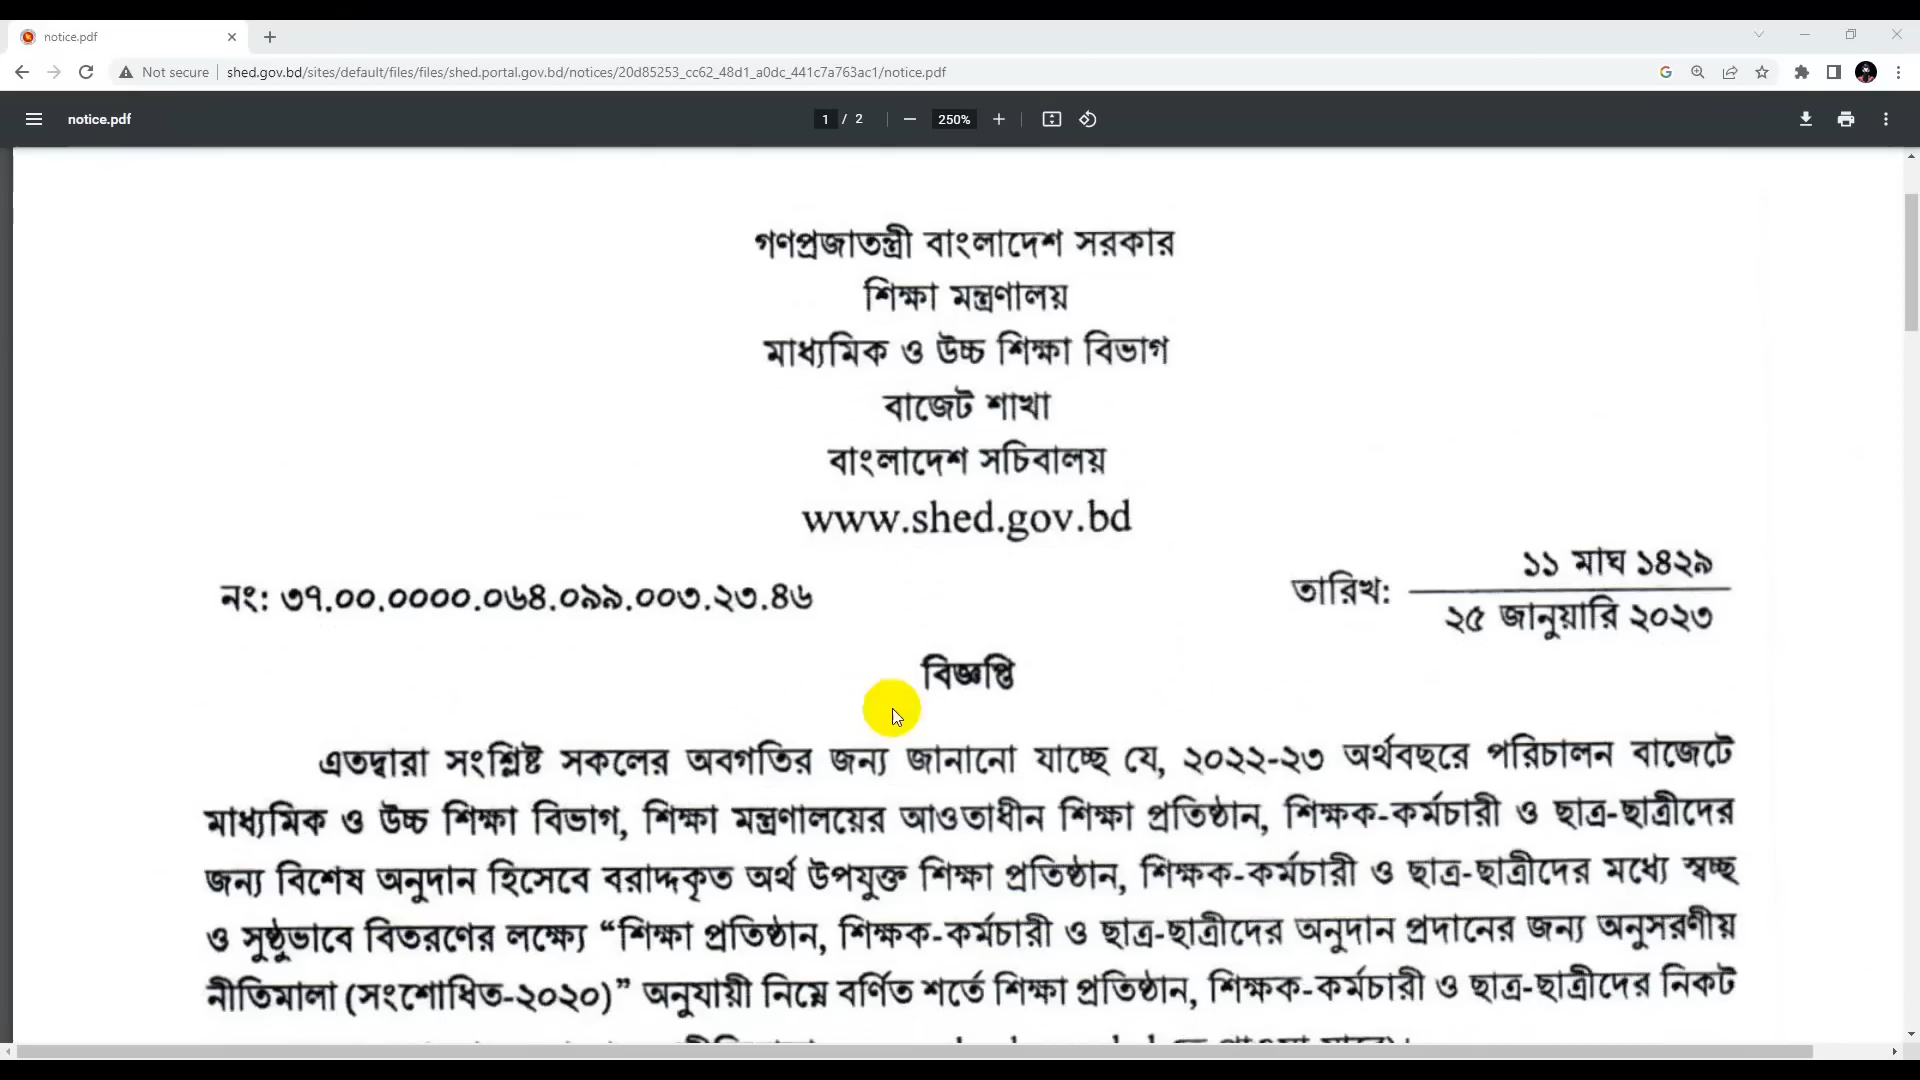 notice.pdf
Not secure
shed.gov.bd/sites/default/files/files/shed.portal.gov.bd/notices/20d85253_cc62_48d1_a0dc_441c7a763ac1/notice.pdf
notice.pdf
1 / 2
250%
গণপ্রজাতন্ত্রী বাংলাদেশ সরকার
শিক্ষা মন্ত্রণালয়
মাধ্যমিক ও উচ্চ শিক্ষা বিভাগ
বাজেট শাখা
বাংলাদেশ সচিবালয়
www.shed.gov.bd
নং: ৩৭.০০.০০০০.০৬৪.০৯৯.০০৩.২৩.৪৬
তারিখ: ১১ মাঘ ১৪২৯
২৫ জানুয়ারি ২০২৩
বিজ্ঞপ্তি
এতদ্বারা সংশ্লিষ্ট সকলের অবগতির জন্য জানানো যাচ্ছে যে, ২০২২-২৩ অর্থবছরে পরিচালন বাজেটে
মাধ্যমিক ও উচ্চ শিক্ষা বিভাগ, শিক্ষা মন্ত্রণালয়ের আওতাধীন শিক্ষা প্রতিষ্ঠান, শিক্ষক-কর্মচারী ও ছাত্র-ছাত্রীদের
জন্য বিশেষ অনুদান হিসেবে বরাদ্দকৃত অর্থ উপযুক্ত শিক্ষা প্রতিষ্ঠান, শিক্ষক-কর্মচারী ও ছাত্র-ছাত্রীদের মধ্যে স্বচ্ছ
ও সুষ্ঠুভাবে বিতরণের লক্ষ্যে “শিক্ষা প্রতিষ্ঠান, শিক্ষক-কর্মচারী ও ছাত্র-ছাত্রীদের অনুদান প্রদানের জন্য অনুসরণীয়
নীতিমালা (সংশোধিত-২০২০)” অনুযায়ী নিম্নে বর্ণিত শর্তে শিক্ষা প্রতিষ্ঠান, শিক্ষক-কর্মচারী ও ছাত্র-ছাত্রীদের নিকট